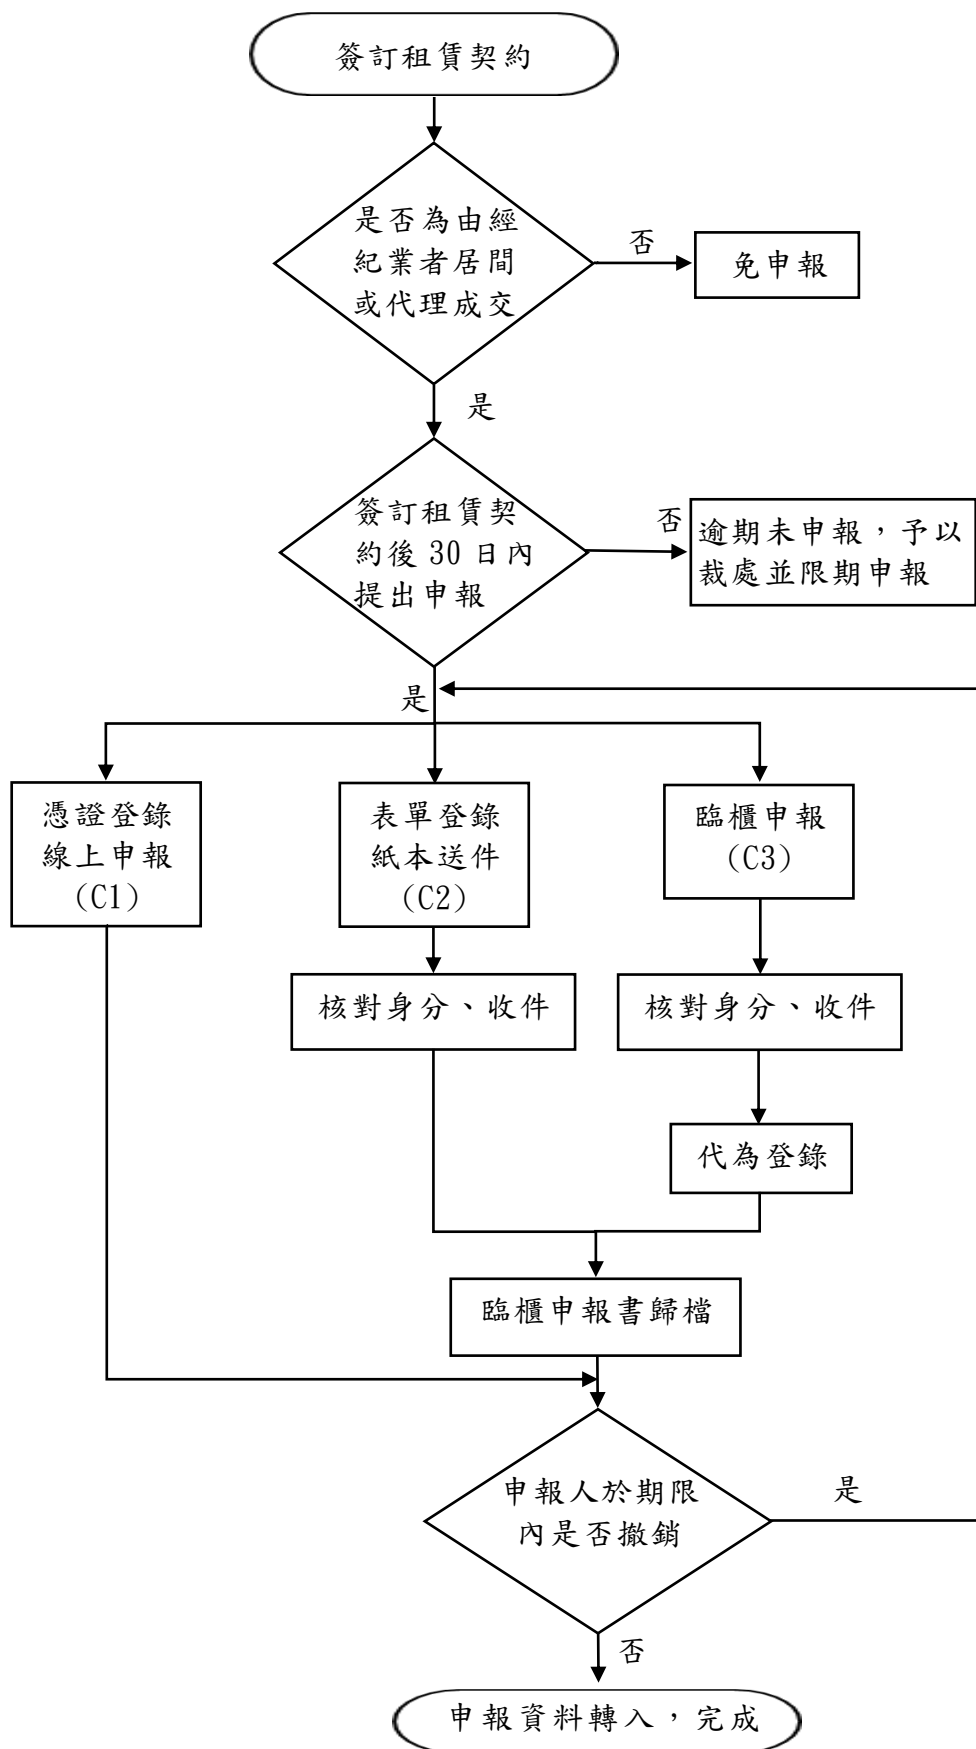 簽訂租賃契約
是否為由經
紀業者居間
或代理成交
否
免申報
是
簽訂租賃契
約後 30 日內
提出申報
否
逾期未申報，予以
裁處並限期申報
是
憑證登錄
線上申報
(C1)
表單登錄
紙本送件
(C2)
臨櫃申報
(C3)
核對身分、收件
核對身分、收件
代為登錄
臨櫃申報書歸檔
申報人於期限
內是否撤銷
是
否
申報資料轉入，完成